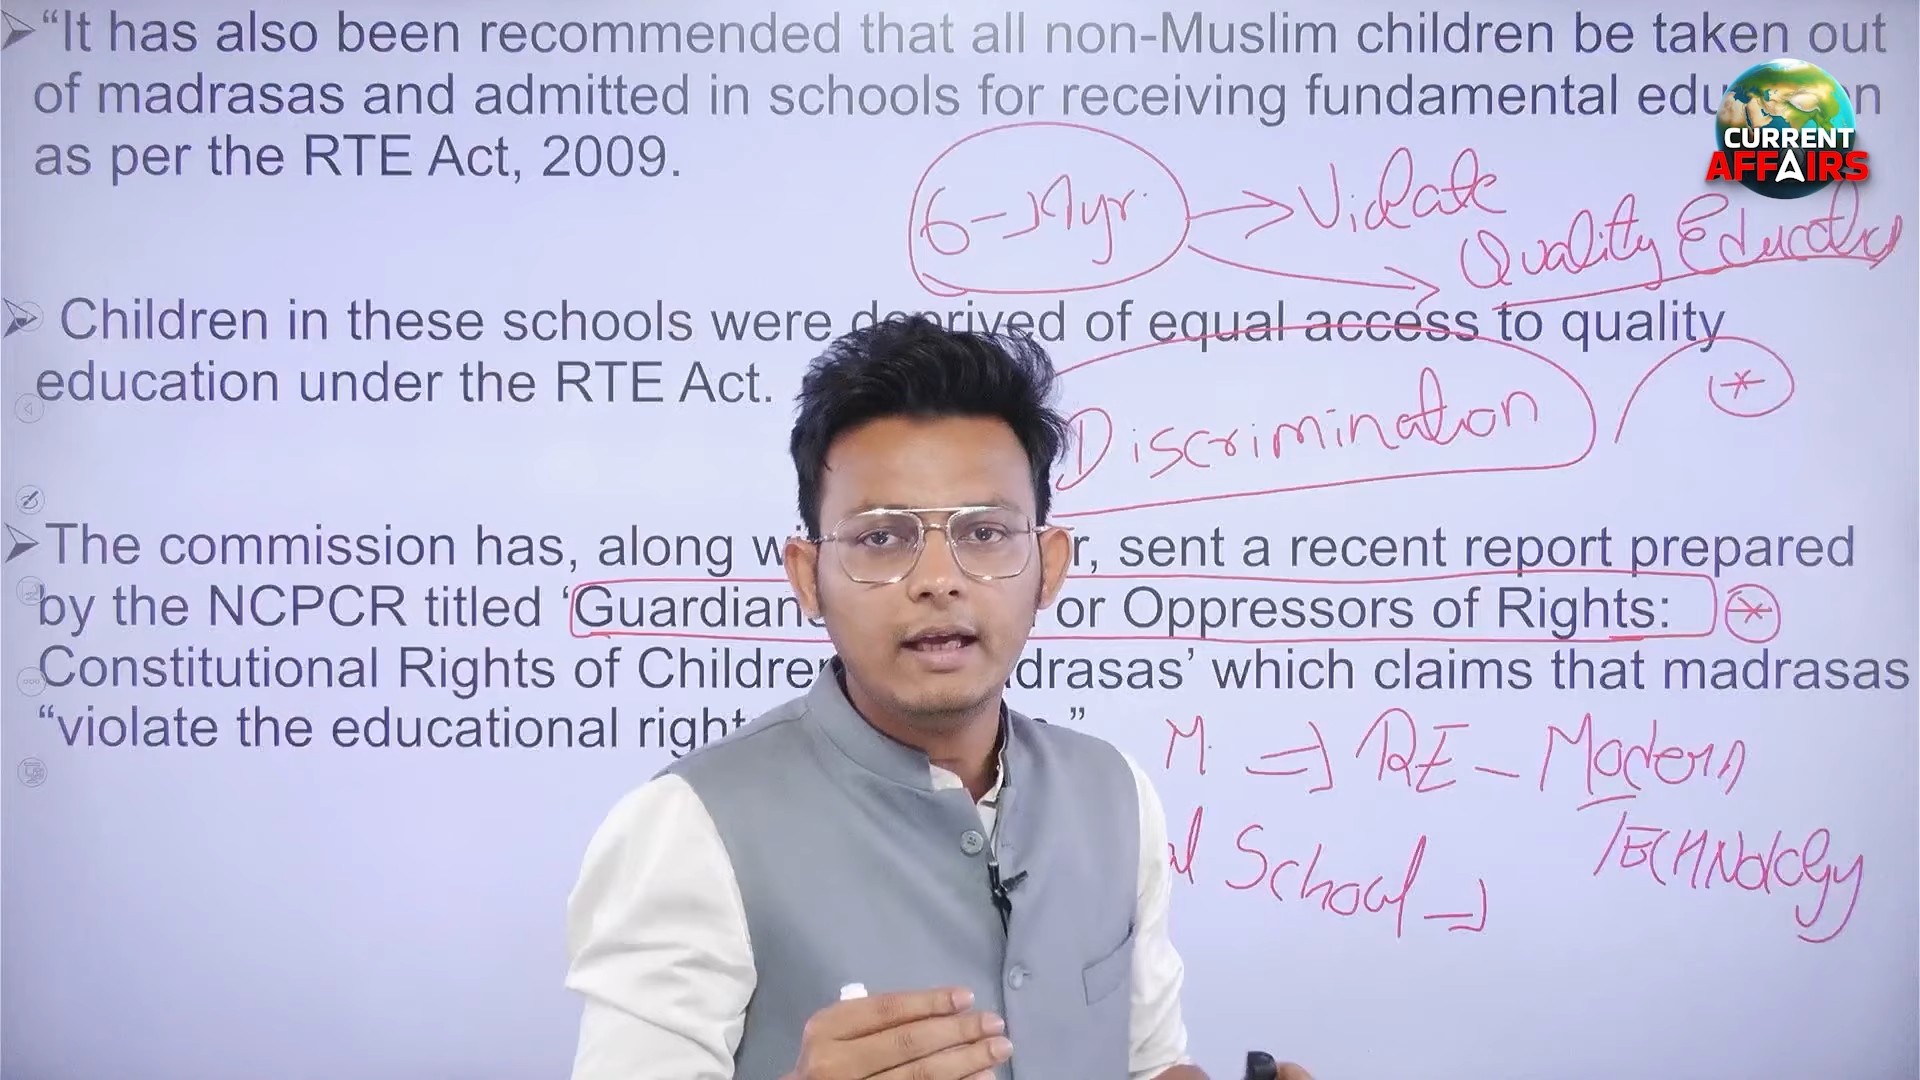 ➢“It has also been recommended that all non-Muslim children be taken out
of madrasas and admitted in schools for receiving fundamental edu n
as per the RTE Act, 2009.
CURRENT
AFFAIRS
6-14yr.
Violate
Quality Education
➢ Children in these schools were deprived of equal access to quality
education under the RTE Act.
Discrimination
➢The commission has, along w r, sent a recent report prepared
by the NCPCR titled ‘Guardian or Oppressors of Rights:
Constitutional Rights of Children drasas’ which claims that madrasas
“violate the educational right .”
M => RE - Modern
TECHNOLOGY
School